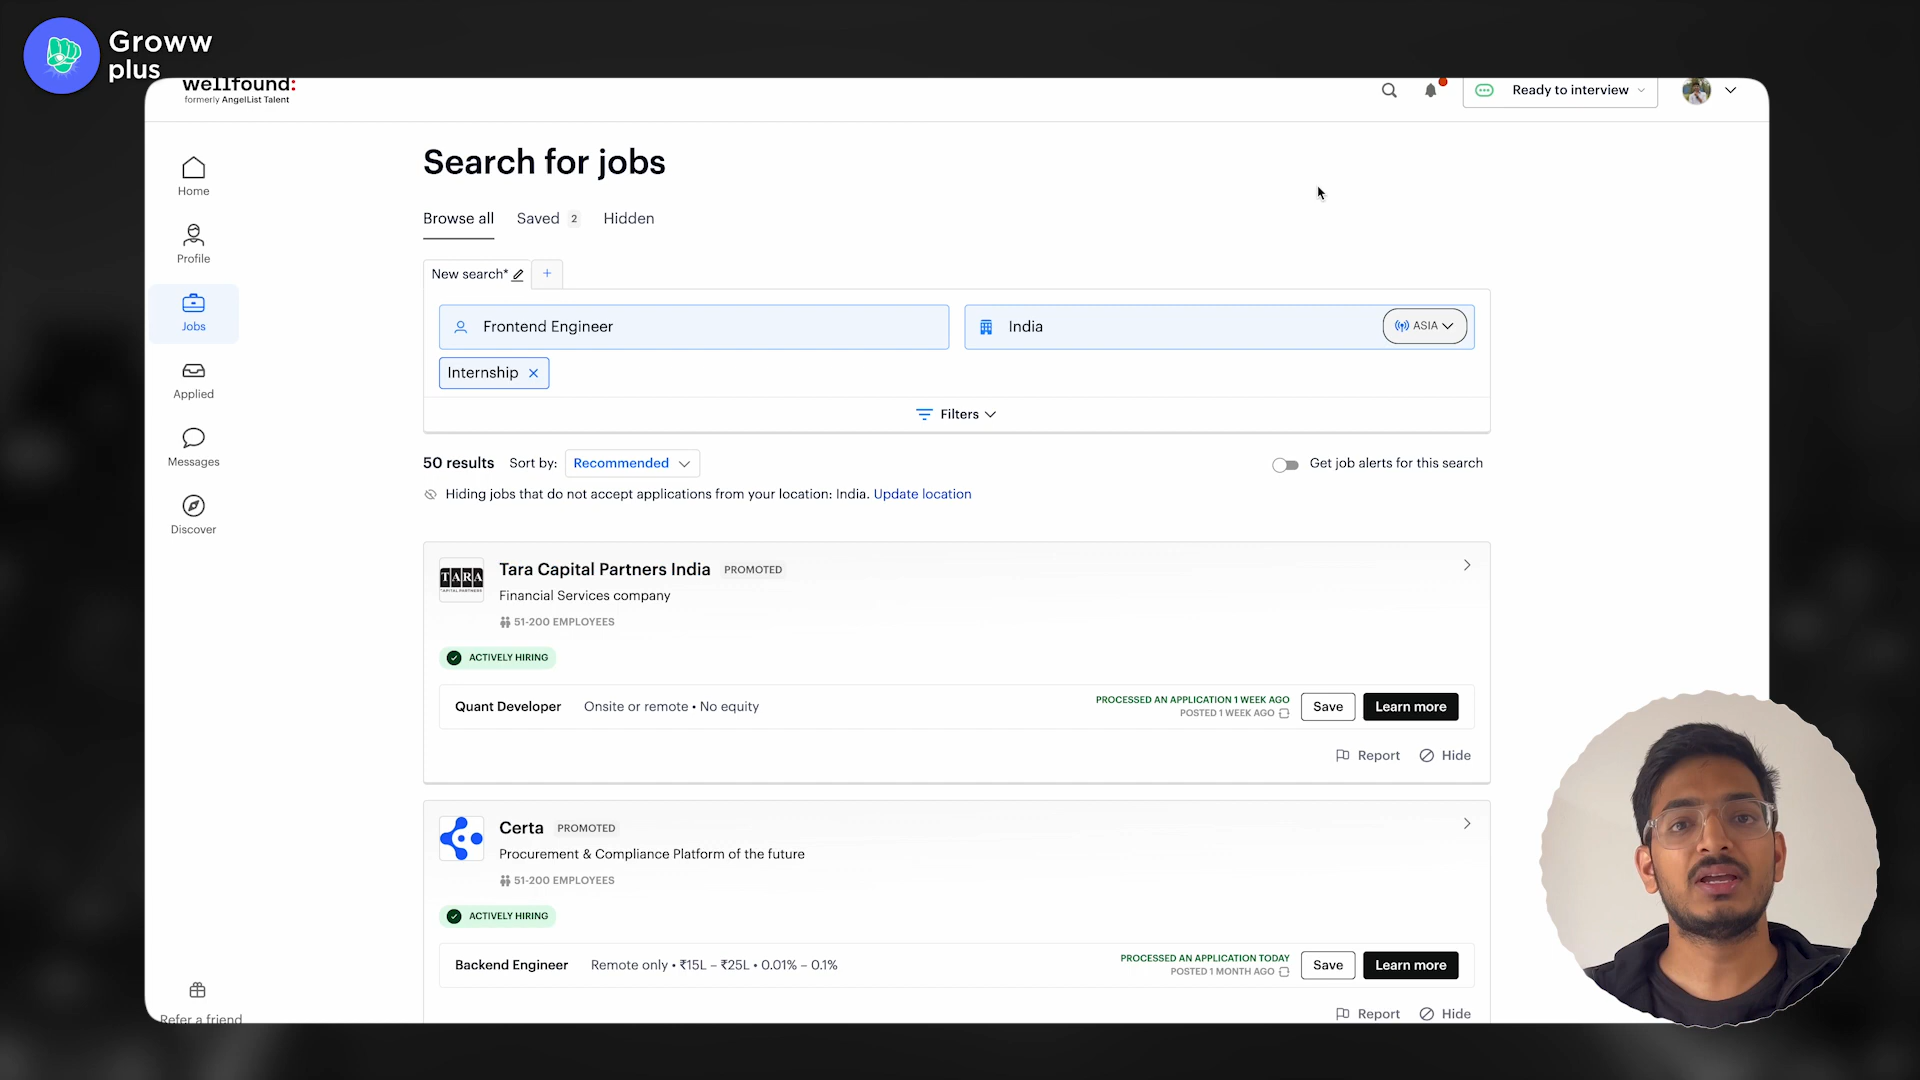 Groww
plus
wellfound:
formerly AngelList Talent
Ready to interview
Home
Profile
Jobs
Applied
Messages
Discover
Refer a friend
Search for jobs
Browse all
Saved 2
Hidden
New search*
+
Frontend Engineer
India
ASIA
Internship ×
Filters
50 results
Sort by: Recommended
Get job alerts for this search
Hiding jobs that do not accept applications from your location: India. Update location
TARA
CAPITAL PARTNERS
Tara Capital Partners India
PROMOTED
Financial Services company
51-200 EMPLOYEES
ACTIVELY HIRING
Quant Developer
Onsite or remote • No equity
PROCESSED AN APPLICATION 1 WEEK AGO
POSTED 1 WEEK AGO
Save
Learn more
Report
Hide
Certa
PROMOTED
Procurement & Compliance Platform of the future
51-200 EMPLOYEES
ACTIVELY HIRING
Backend Engineer
Remote only • ₹15L – ₹25L • 0.01% – 0.1%
PROCESSED AN APPLICATION TODAY
POSTED 1 MONTH AGO
Save
Learn more
Report
Hide